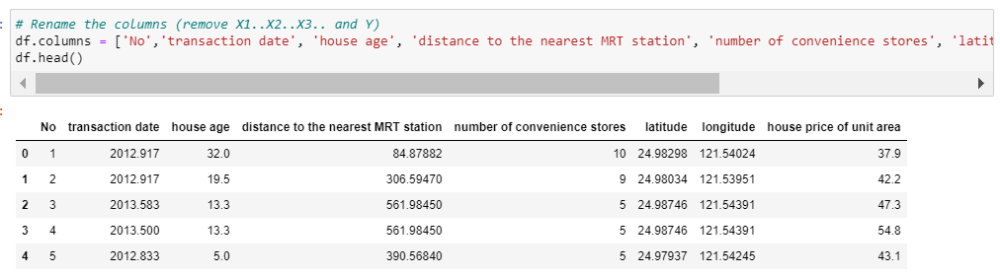 # Rename the columns (remove X1..X2..X3.. and Y)
df.columns = ['No','transaction date', 'house age', 'distance to the nearest MRT station', 'number of convenience stores', 'latit
df.head()
No transaction date house age distance to the nearest MRT station number of convenience stores latitude longitude house price of unit area
0 1 2012.917 32.0 84.87882 10 24.98298 121.54024 37.9
1 2 2012.917 19.5 306.59470 9 24.98034 121.53951 42.2
2 3 2013.583 13.3 561.98450 5 24.98746 121.54391 47.3
3 4 2013.500 13.3 561.98450 5 24.98746 121.54391 54.8
4 5 2012.833 5.0 390.56840 5 24.97937 121.54245 43.1